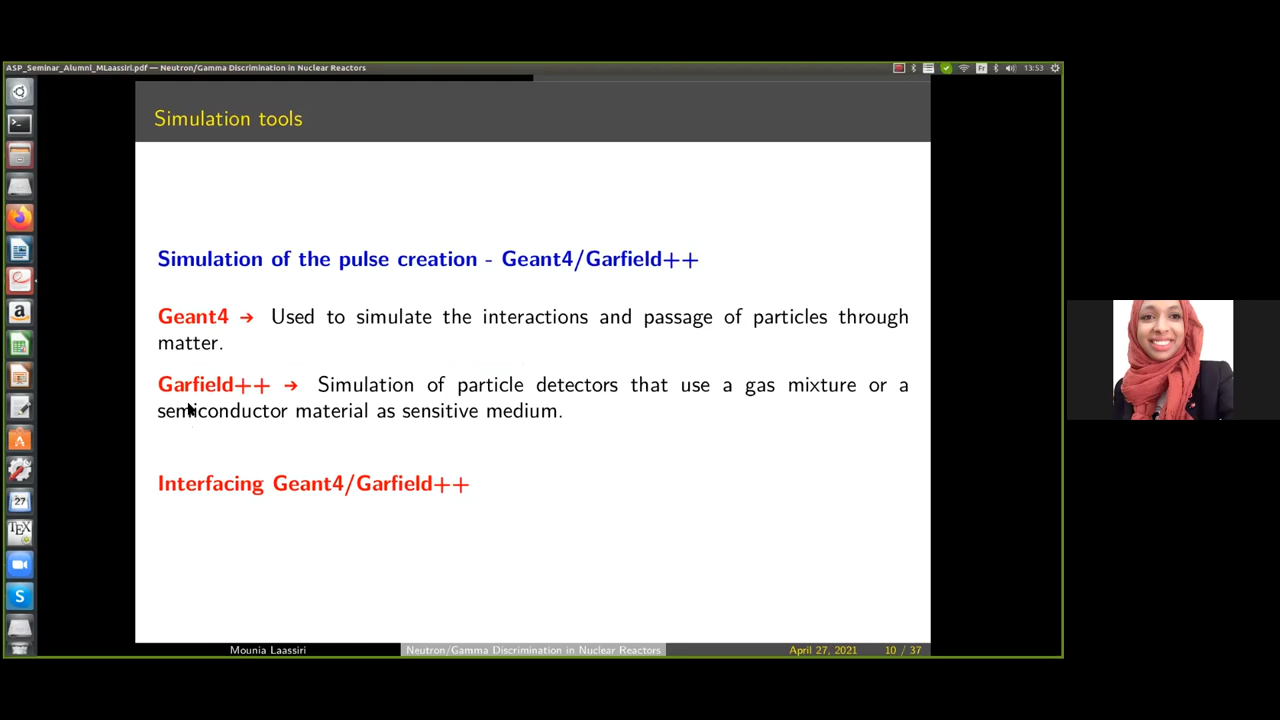 ASP_Seminar_Alumni_MLaassiri.pdf — Neutron/Gamma Discrimination in Nuclear Reactors
Fr
13:53
Simulation tools
Simulation of the pulse creation - Geant4/Garfield++
Geant4 ➔ Used to simulate the interactions and passage of particles through
matter.
Garfield++ ➔ Simulation of particle detectors that use a gas mixture or a
semiconductor material as sensitive medium.
Interfacing Geant4/Garfield++
27
TEX
S
Mounia Laassiri
Neutron/Gamma Discrimination in Nuclear Reactors
April 27, 2021
10 / 37